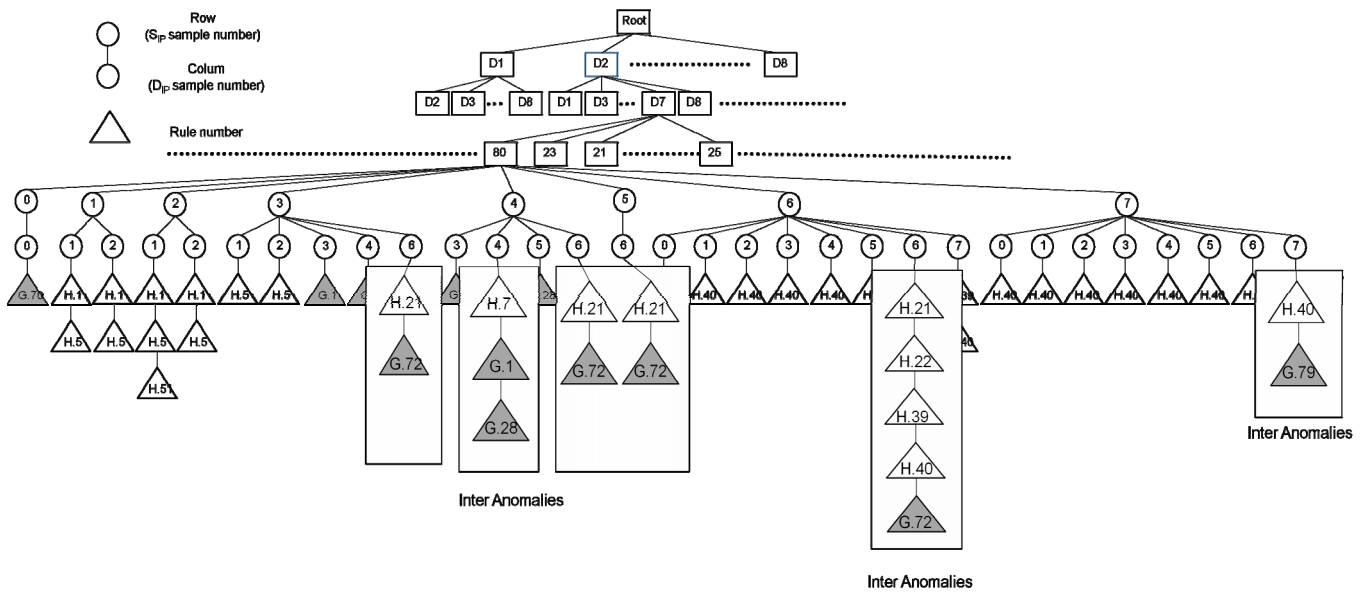 Row
(S_IP sample number)
Colum
(D_IP sample number)
Rule number
Root
D1 D2 D8
D2 D3 D8 D1 D3 D7 D8
80 23 21 25
0 1 2 3 4 5 6 7
0 1 2 1 2 1 2 3 4 6 3 4 5 6 6 0 1 2 3 4 5 6 7 0 1 2 3 4 5 6 7
G.70 H.1 H.1 H.1 H.1 H.5 H.5 G.1 H.21 H.7 H.21 H.21 H.40 H.40 H.40 H.40 H.21 H.40 H.40 H.40 H.40 H.40 H.40 H.40
H.5 H.5 H.5 H.5 G.72 G.1 G.72 G.72 H.22 G.79
H.51 G.28 H.39
H.40
G.72
Inter Anomalies
Inter Anomalies
Inter Anomalies